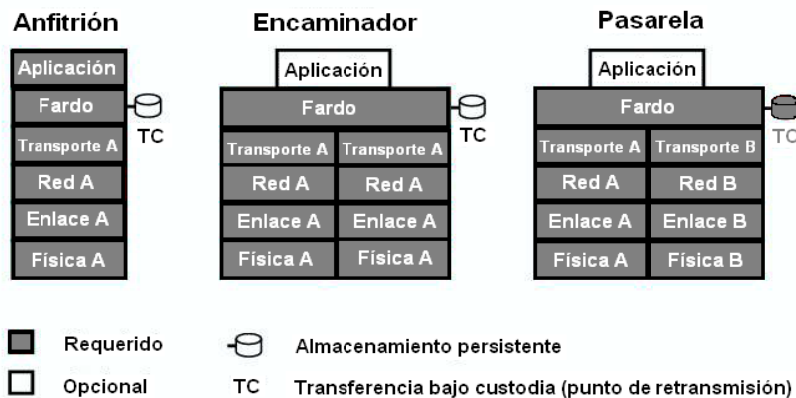 Anfitrión Encaminador Pasarela
Aplicación Aplicación Aplicación
Fardo Fardo Fardo
TC TC TC
Transporte A Transporte A Transporte A Transporte A Transporte B
Red A Red A Red A Red A Red B
Enlace A Enlace A Enlace A Enlace A Enlace B
Física A Física A Física A Física A Física B
Requerido Almacenamiento persistente
Opcional TC Transferencia bajo custodia (punto de retransmisión)